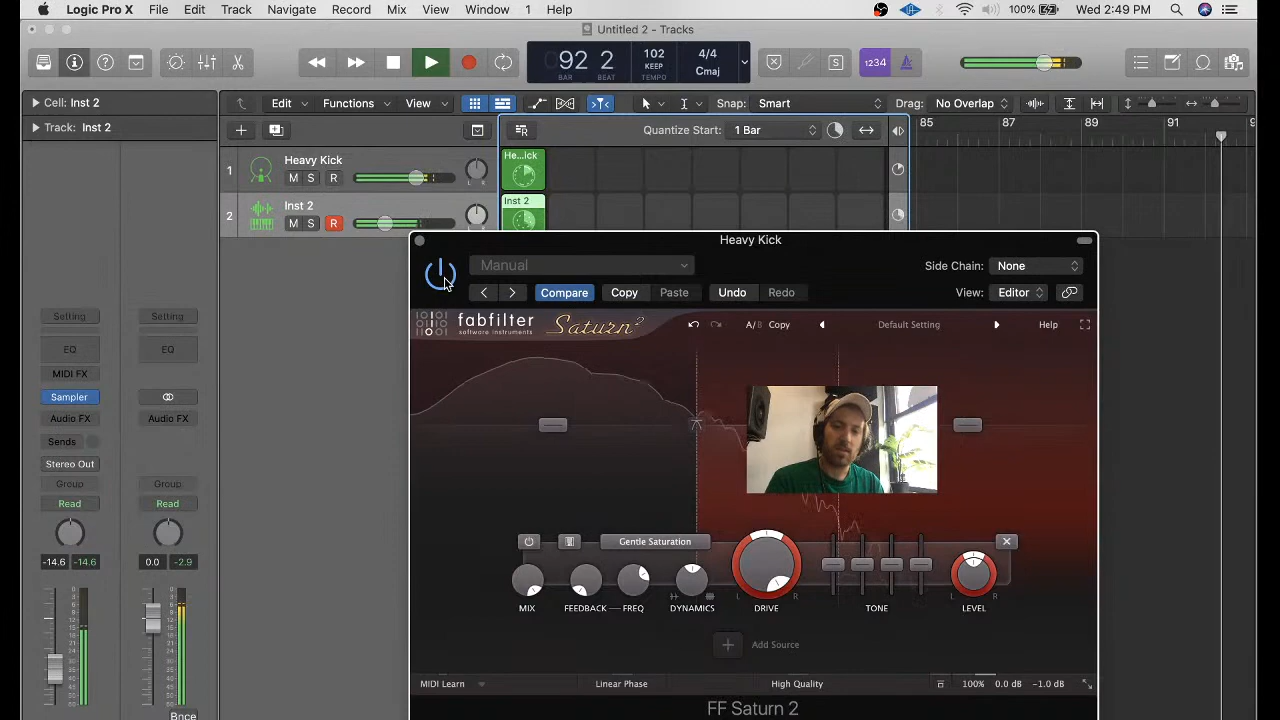 Logic Pro X File Edit Track Navigate Record Mix View Window 1 Help 100% Wed 2:49 PM
Untitled 2 - Tracks
092 2 102 4/4
KEEP Cmaj
BAR BEAT TEMPO
1234
Cell: Inst 2
Edit Functions View Snap: Smart Drag: No Overlap
Track: Inst 2
Quantize Start: 1 Bar
85 87 89 91 9
1 Heavy Kick He...ick
M S R L R
2 Inst 2 Inst 2
M S R L R
Heavy Kick
Manual Side Chain: None
Compare Copy Paste Undo Redo View: Editor
fabfilter Saturn 2
software instruments
A/B Copy Default Setting Help
Setting Setting
EQ EQ
MIDI FX
Sampler
Audio FX Audio FX
Sends
Stereo Out
Group Group
Read Read
-14.6 -14.6 0.0 -2.9
Gentle Saturation
L R L R
MIX FEEDBACK FREQ DYNAMICS DRIVE TONE LEVEL
Add Source
MIDI Learn Linear Phase High Quality 100% 0.0 dB -1.0 dB
FF Saturn 2
Bnce